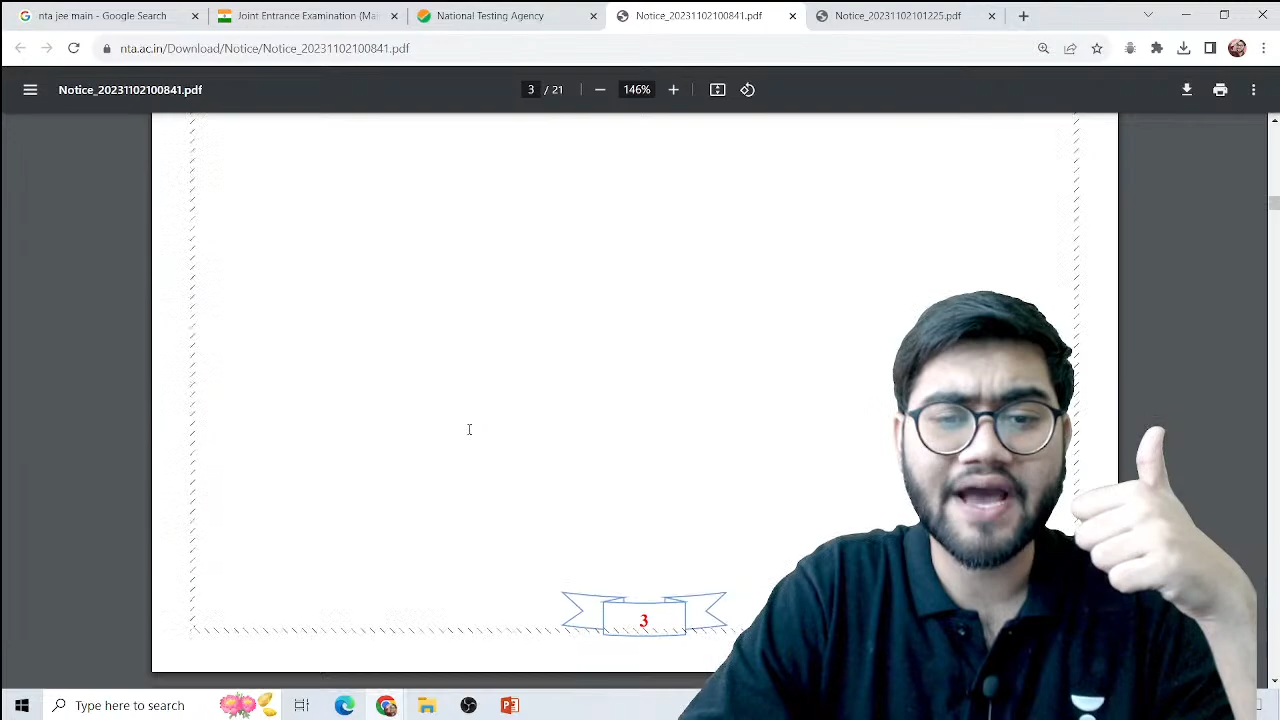 nta jee main - Google Search
Joint Entrance Examination (Mai
National Testing Agency
Notice_20231102100841.pdf
Notice_20231102101225.pdf
nta.ac.in/Download/Notice/Notice_20231102100841.pdf
Notice_20231102100841.pdf
3 / 21
146%
3
Type here to search